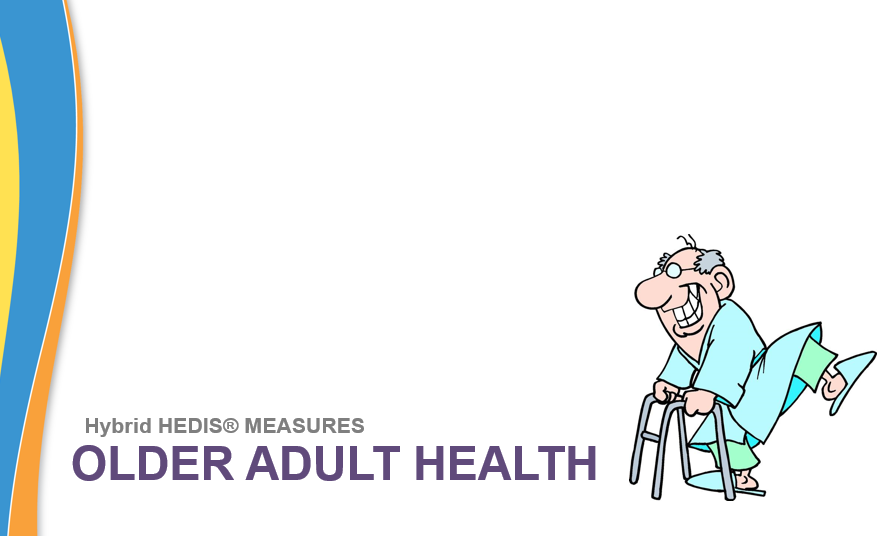 Hybrid HEDIS® MEASURES
OLDER ADULT HEALTH